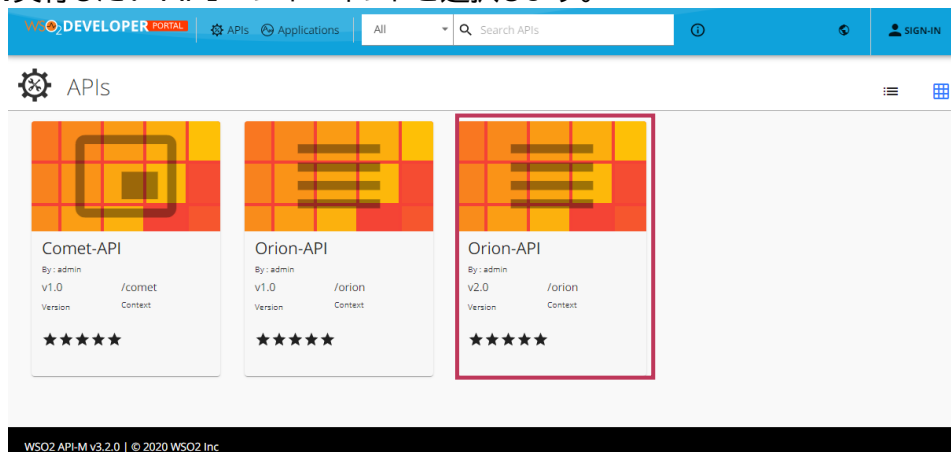 WSO2 DEVELOPER PORTAL APIs Applications All Search APIs SIGN-IN
APIs
Comet-API
By : admin
v1.0 /comet
Version Context
Orion-API
By : admin
v1.0 /orion
Version Context
Orion-API
By : admin
v2.0 /orion
Version Context
WSO2 API-M v3.2.0 | © 2020 WSO2 Inc